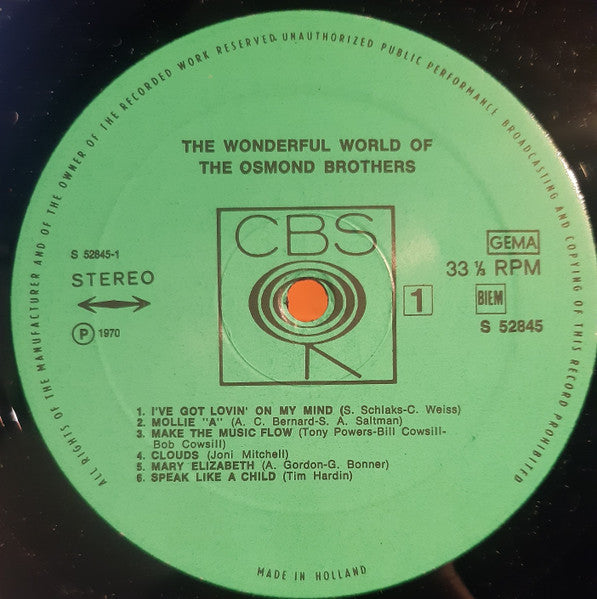 ALL RIGHTS OF THE MANUFACTURER AND OF THE OWNER OF THE RECORDED WORK RESERVED. UNAUTHORIZED PUBLIC PERFORMANCE BROADCASTING AND COPYING OF THIS RECORD PROHIBITED
THE WONDERFUL WORLD OF
THE OSMOND BROTHERS
CBS
S 52845-1
STEREO
Ⓟ 1970
GEMA
33 ⅓ RPM
1
BIEM
S 52845
1. I'VE GOT LOVIN' ON MY MIND (S. Schlaks-C. Weiss)
2. MOLLIE "A" (A. C. Bernard-S. A. Saltman)
3. MAKE THE MUSIC FLOW (Tony Powers-Bill Cowsill-
Bob Cowsill)
4. CLOUDS (Joni Mitchell)
5. MARY ELIZABETH (A. Gordon-G. Bonner)
6. SPEAK LIKE A CHILD (Tim Hardin)
MADE IN HOLLAND